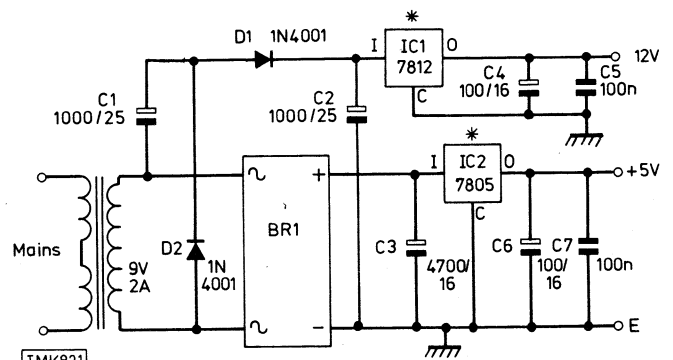 *
D1 1N4001
I IC1 7812 O
12V
C
C4 100/16
C5 100n
C1 1000/25
C2 1000/25
*
I IC2 7805 O
+5V
C
~ +
BR1
~ −
Mains
9V 2A
D2
1N 4001
C3
4700/ 16
C6
100/ 16
C7
100n
E